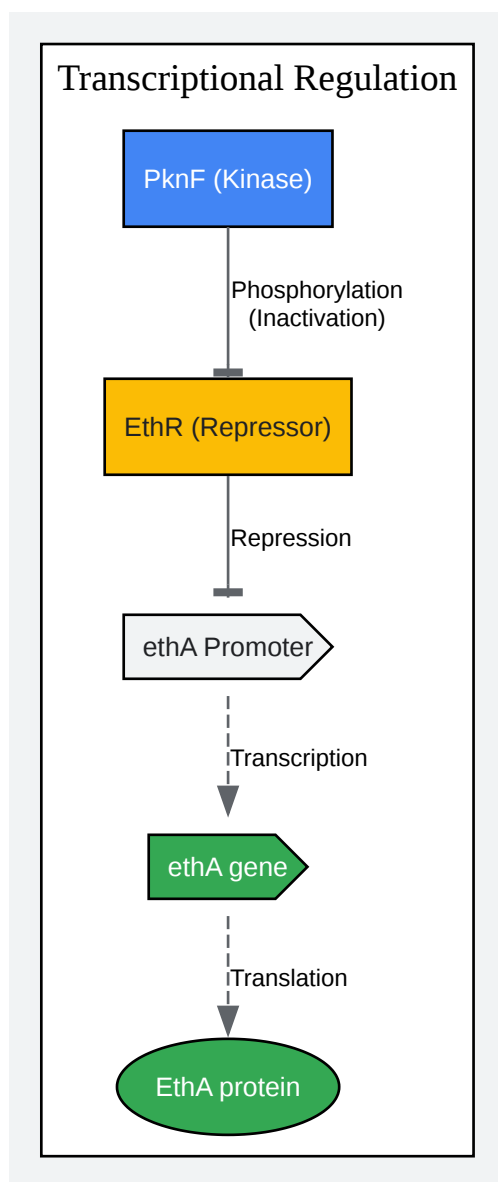 Transcriptional Regulation
PknF (Kinase)
Phosphorylation
(Inactivation)
EthR (Repressor)
Repression
ethA Promoter
Transcription
ethA gene
Translation
EthA protein